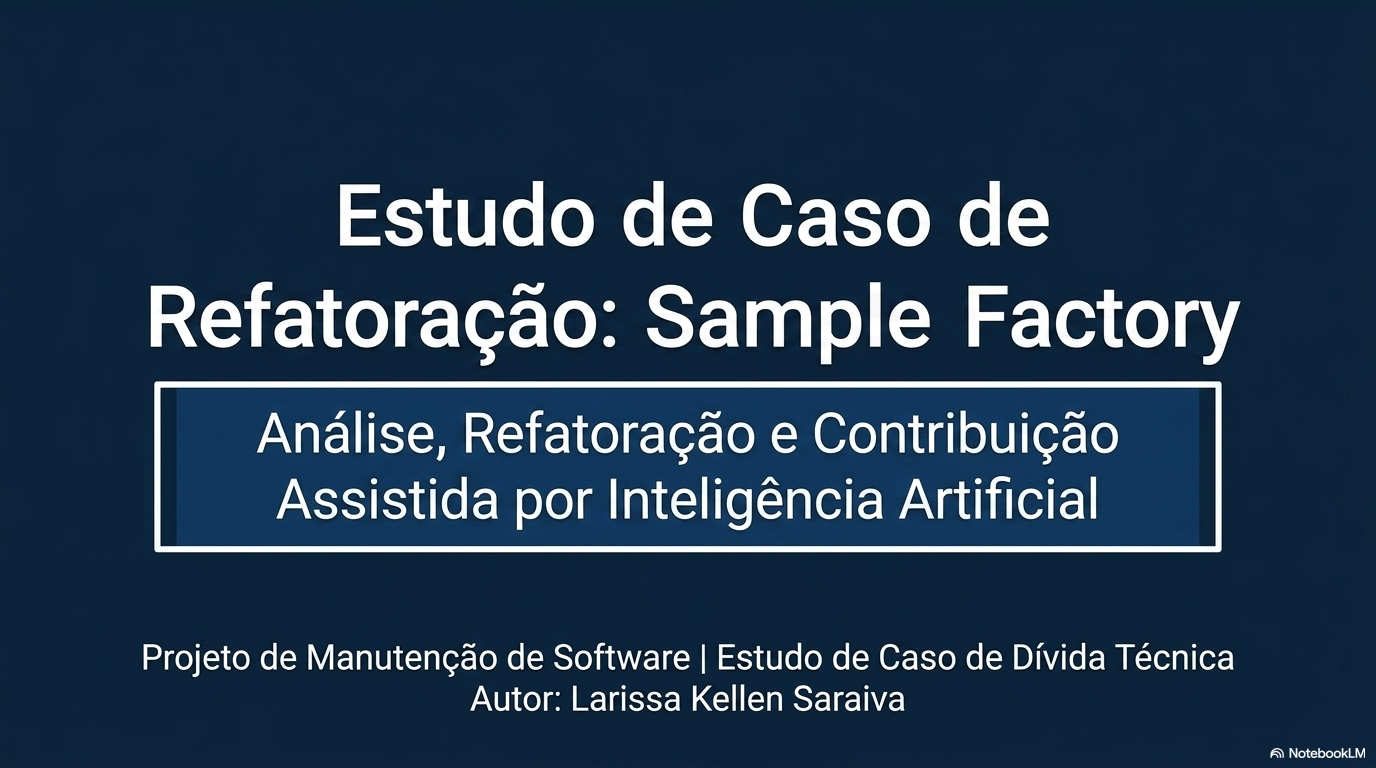 Estudo de Caso de
Refatoração: Sample Factory
Análise, Refatoração e Contribuição
Assistida por Inteligência Artificial
Projeto de Manutenção de Software | Estudo de Caso de Dívida Técnica
Autor: Larissa Kellen Saraiva
NotebookLM